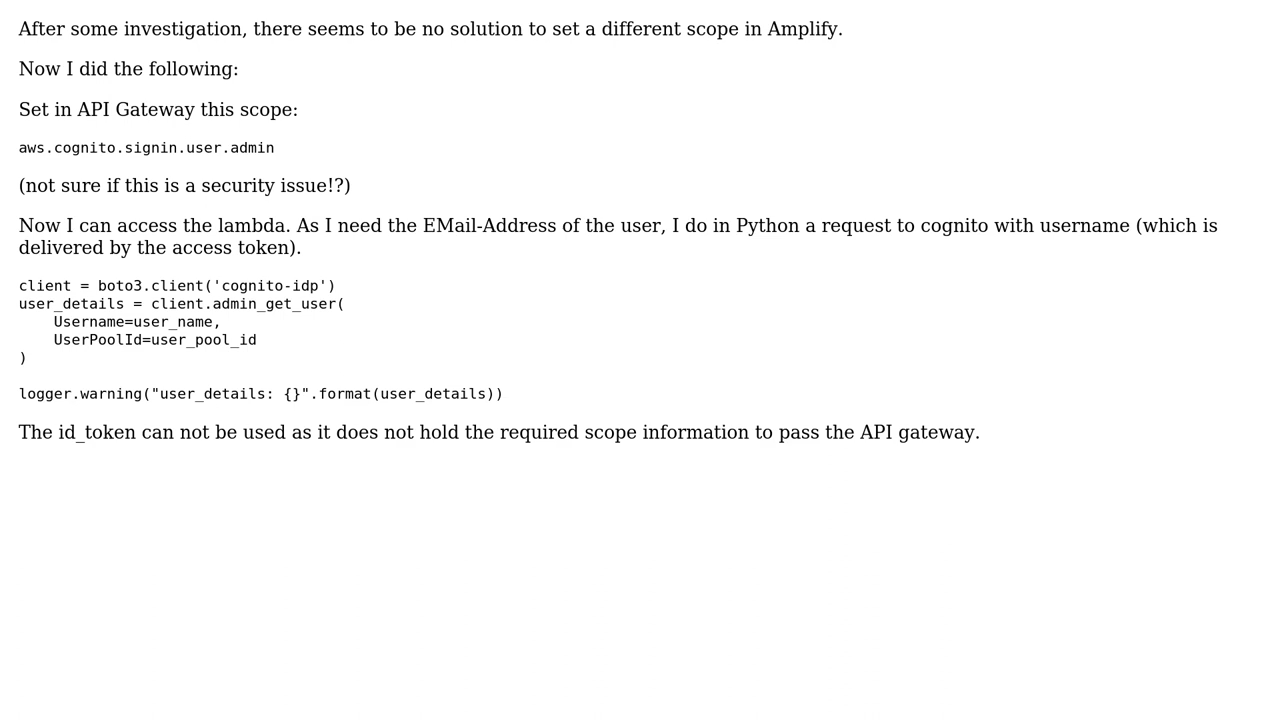 After some investigation, there seems to be no solution to set a different scope in Amplify.
Now I did the following:
Set in API Gateway this scope:
aws.cognito.signin.user.admin
(not sure if this is a security issue!?)
Now I can access the lambda. As I need the EMail-Address of the user, I do in Python a request to cognito with username (which is
delivered by the access token).
client = boto3.client('cognito-idp')
user_details = client.admin_get_user(
    Username=user_name,
    UserPoolId=user_pool_id
)
logger.warning("user_details: {}".format(user_details))
The id_token can not be used as it does not hold the required scope information to pass the API gateway.